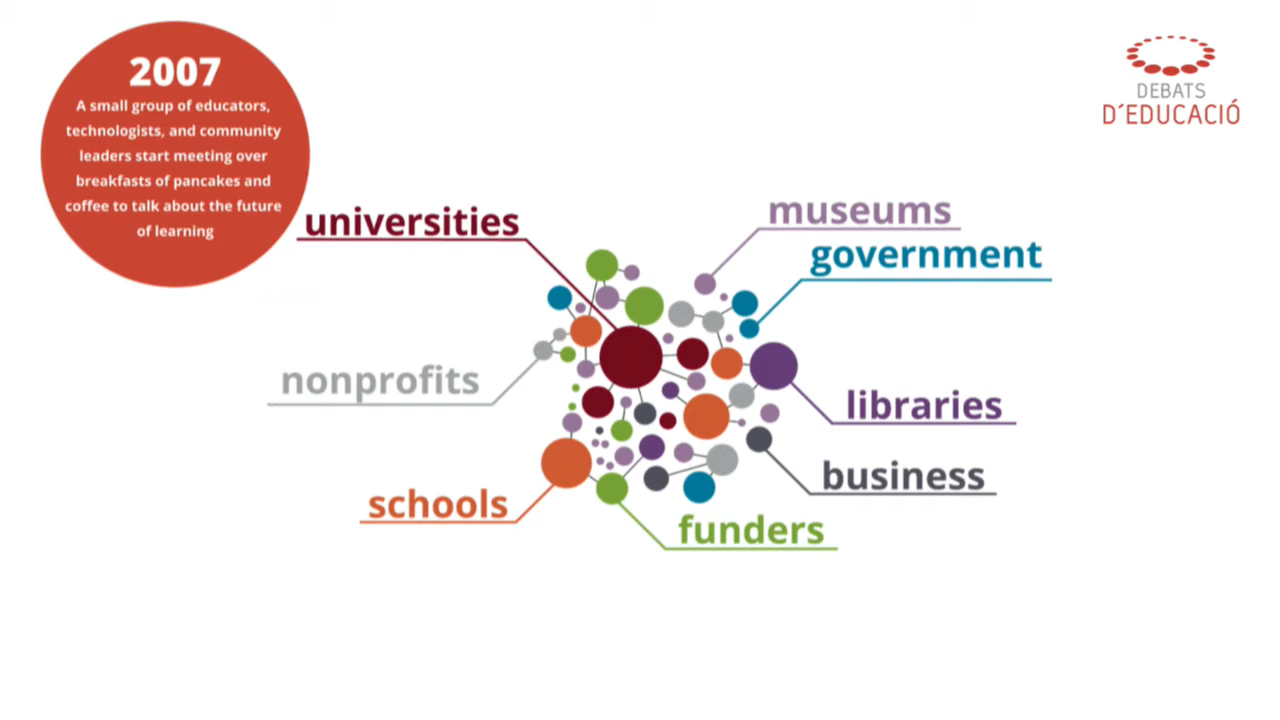 2007
A small group of educators,
technologists, and community
leaders start meeting over
breakfasts of pancakes and
coffee to talk about the future
of learning
DEBATS
D´EDUCACIÓ
universities
museums
government
nonprofits
libraries
business
schools
funders